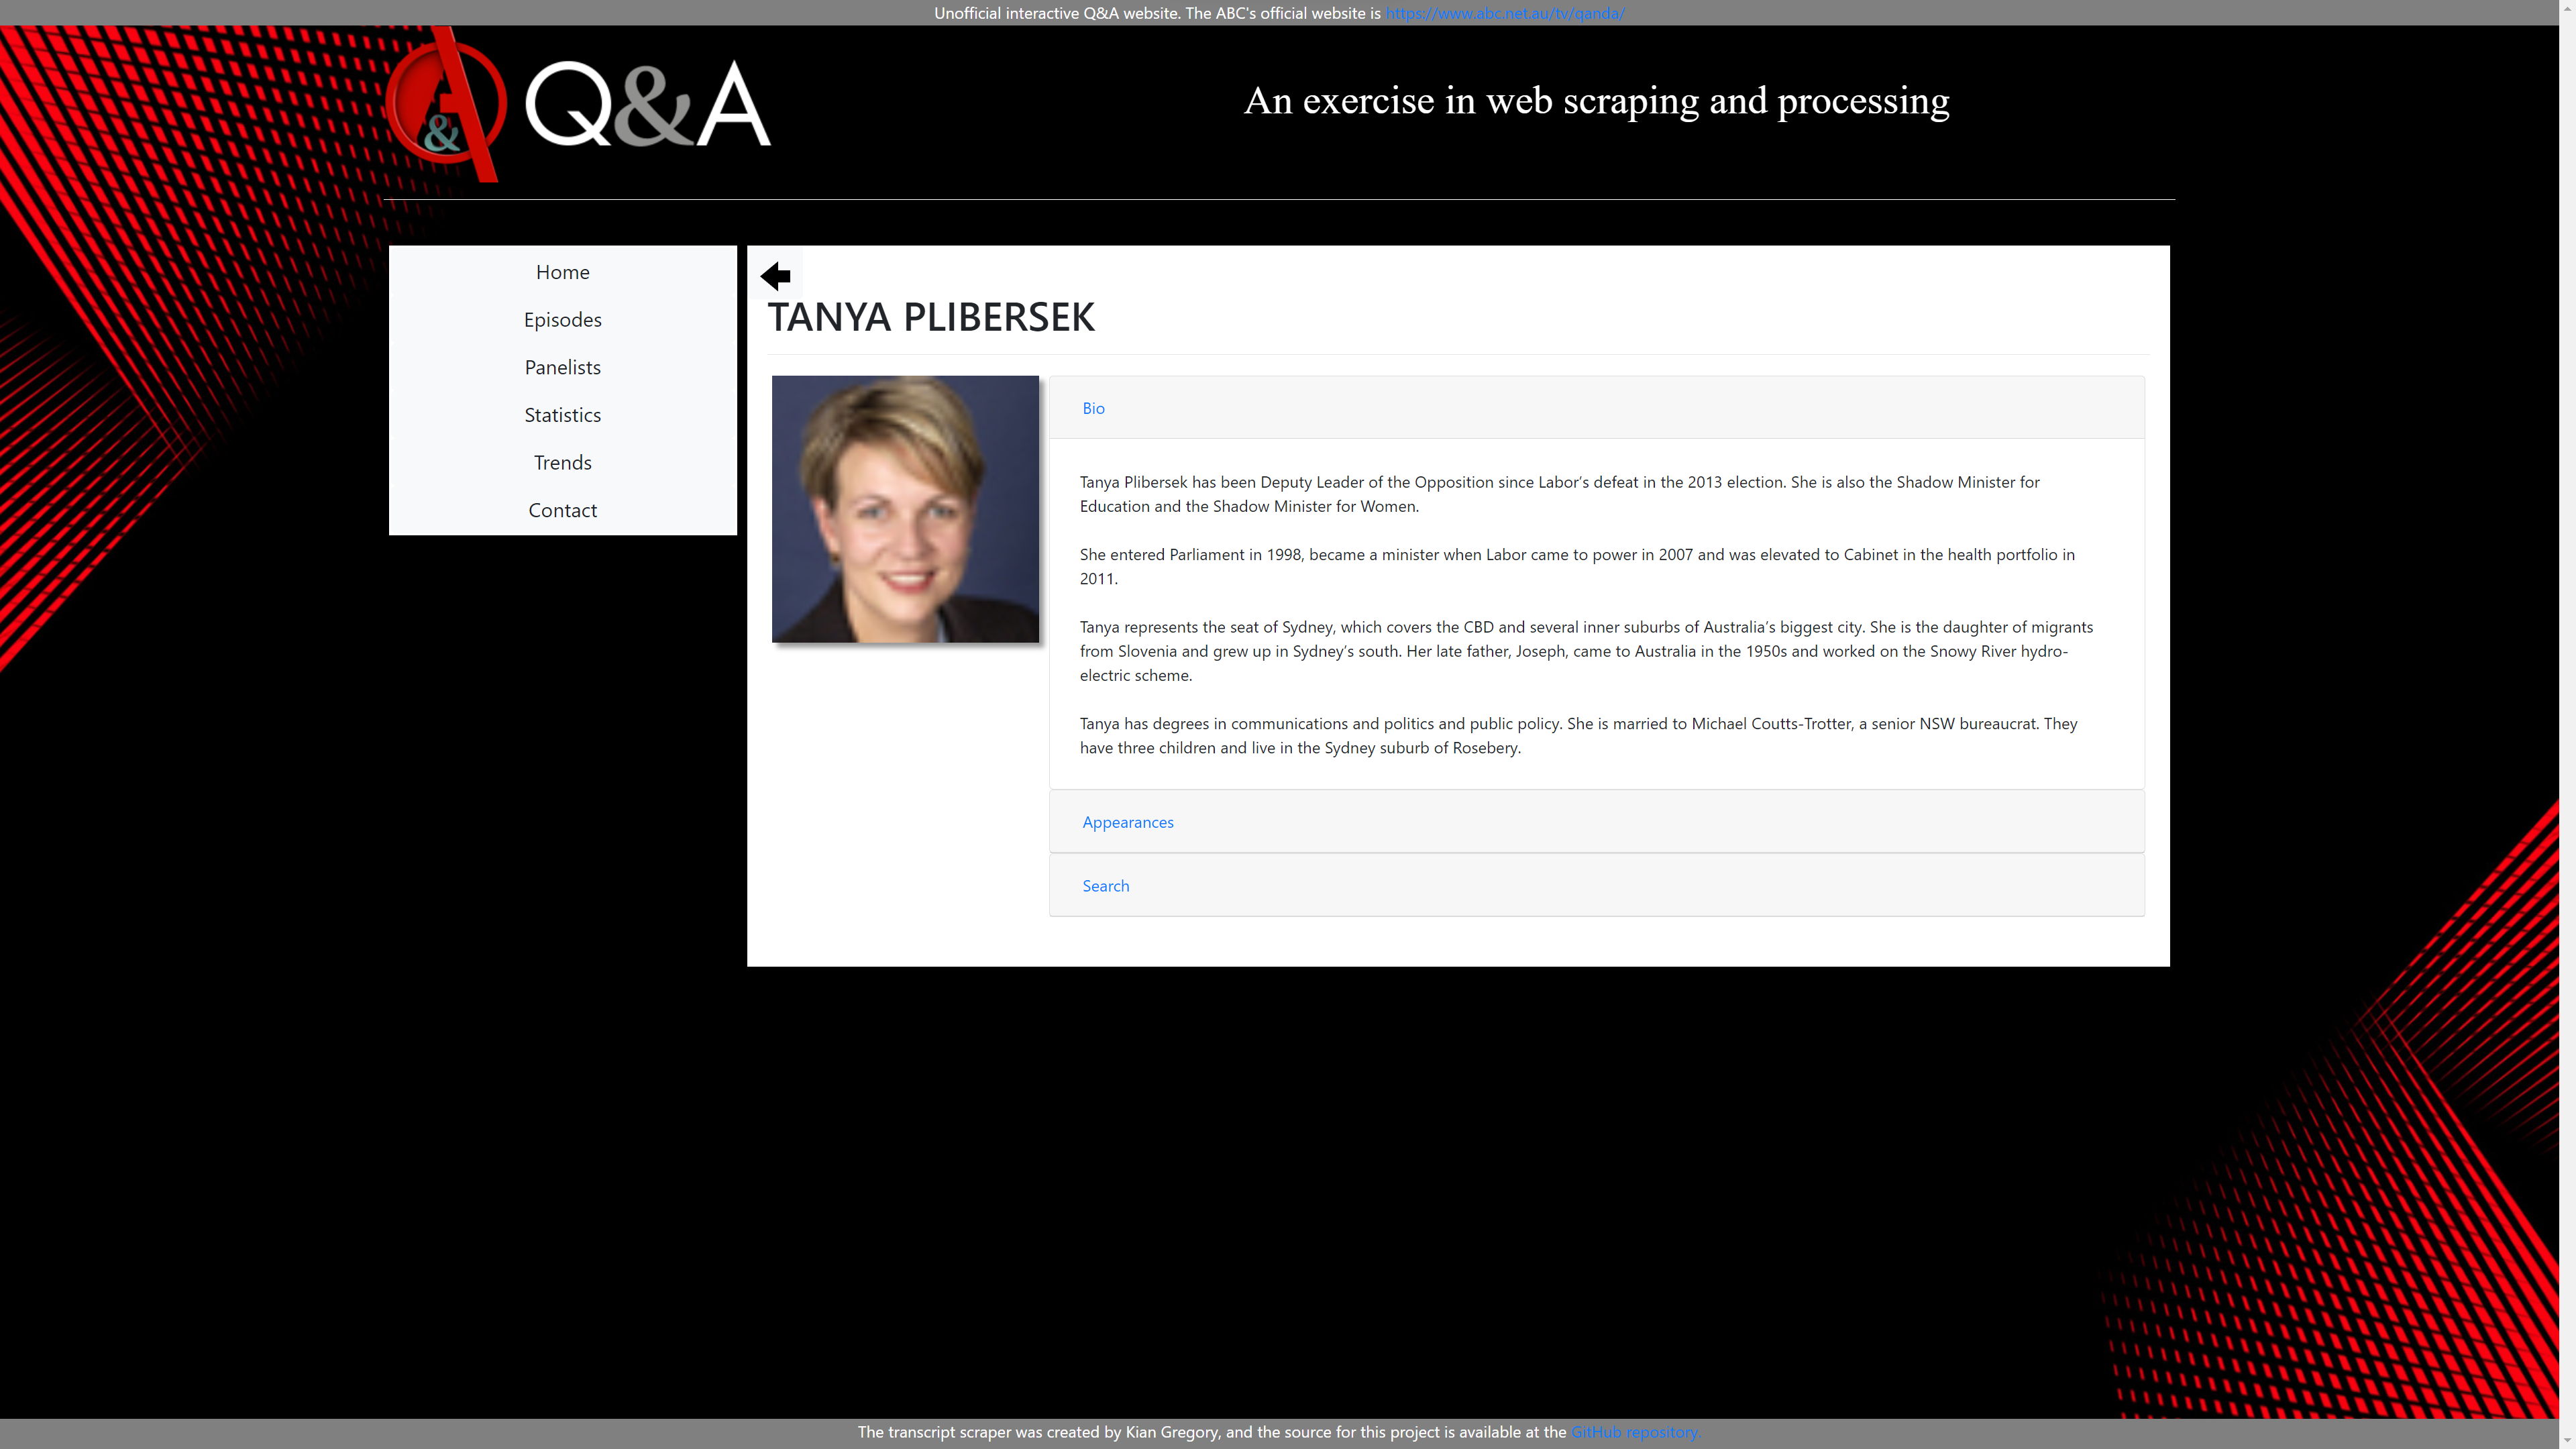 Unofficial interactive Q&A website. The ABC's official website is https://www.abc.net.au/tv/qanda/
Q&A
An exercise in web scraping and processing
Home
Episodes
Panelists
Statistics
Trends
Contact
TANYA PLIBERSEK
Bio
Tanya Plibersek has been Deputy Leader of the Opposition since Labor’s defeat in the 2013 election. She is also the Shadow Minister for
Education and the Shadow Minister for Women.
She entered Parliament in 1998, became a minister when Labor came to power in 2007 and was elevated to Cabinet in the health portfolio in
2011.
Tanya represents the seat of Sydney, which covers the CBD and several inner suburbs of Australia’s biggest city. She is the daughter of migrants
from Slovenia and grew up in Sydney’s south. Her late father, Joseph, came to Australia in the 1950s and worked on the Snowy River hydro-
electric scheme.
Tanya has degrees in communications and politics and public policy. She is married to Michael Coutts-Trotter, a senior NSW bureaucrat. They
have three children and live in the Sydney suburb of Rosebery.
Appearances
Search
The transcript scraper was created by Kian Gregory, and the source for this project is available at the GitHub repository.